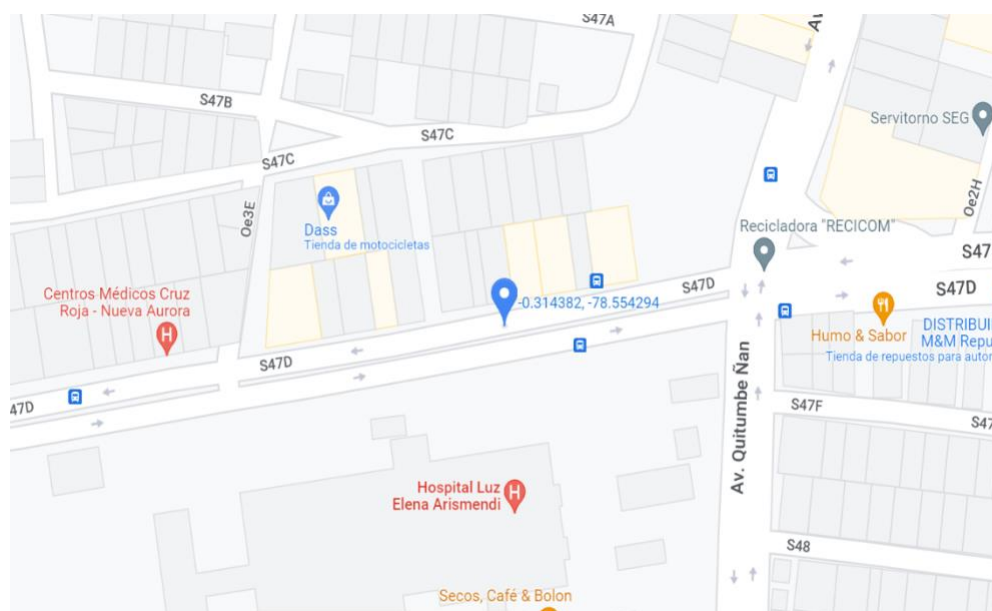 S47A
Av
S47B
Servitorno SEG
S47C
S47C
Oe3E
Oe2H
Dass
Tienda de motocicletas
Recicladora "RECICOM"
S47
S47D
S47D
Centros Médicos Cruz
Roja - Nueva Aurora
-0.314382, -78.554294
Humo & Sabor
DISTRIBUI
M&M Repu
Tienda de repuestos para autor
S47D
47D
Av. Quitumbe Ñan
S47F
S47
Hospital Luz
Elena Arismendi
S48
Secos, Café & Bolon